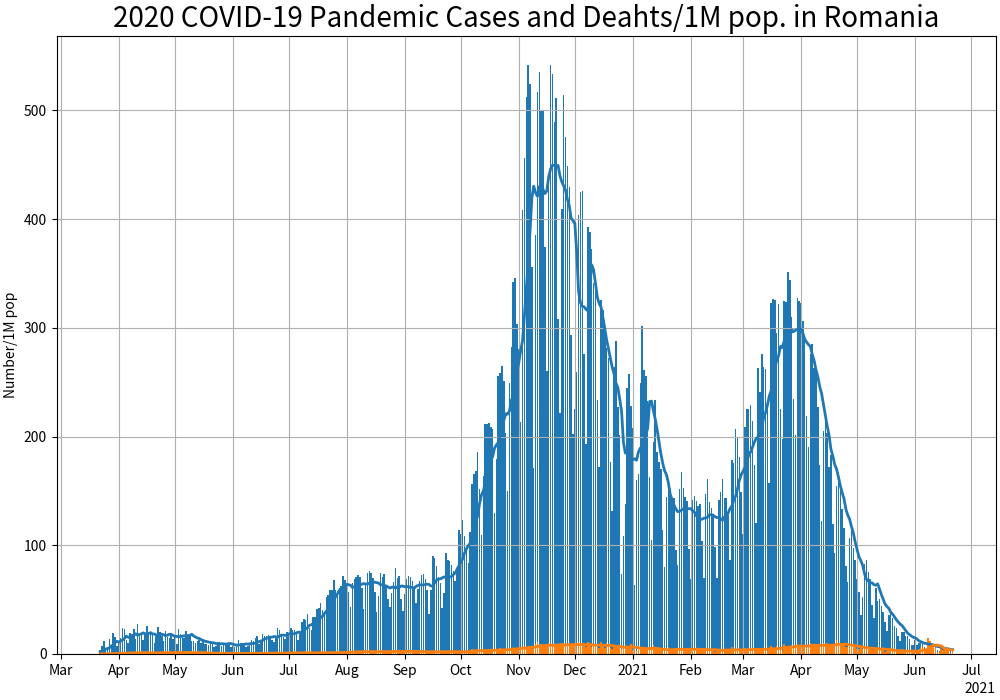 2020 COVID-19 Pandemic Cases and Deahts/1M pop. in Romania
Number/1M pop
500
400
300
200
100
0
Mar Apr May Jun Jul Aug Sep Oct Nov Dec 2021 Feb Mar Apr May Jun Jul
2021